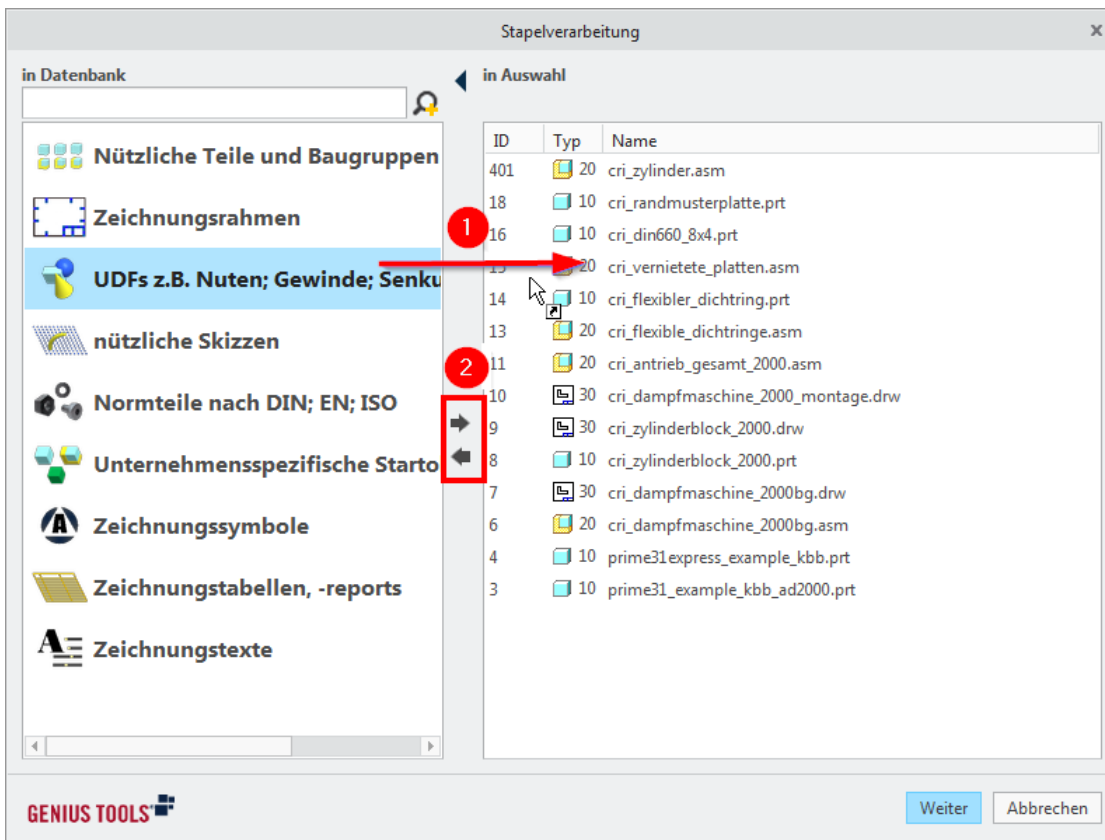 Stapelverarbeitung
in Datenbank
in Auswahl
Nützliche Teile und Baugruppen
Zeichnungsrahmen
UDFs z.B. Nuten; Gewinde; Senku
nützliche Skizzen
Normteile nach DIN; EN; ISO
Unternehmensspezifische Starto
Zeichnungssymbole
Zeichnungstabellen, -reports
Zeichnungstexte
1
2
ID Typ Name
401 20 cri_zylinder.asm
18 10 cri_randmusterplatte.prt
16 10 cri_din660_8x4.prt
15 20 cri_vernietete_platten.asm
14 10 cri_flexibler_dichtring.prt
13 20 cri_flexible_dichtringe.asm
11 20 cri_antrieb_gesamt_2000.asm
10 30 cri_dampfmaschine_2000_montage.drw
9 30 cri_zylinderblock_2000.drw
8 10 cri_zylinderblock_2000.prt
7 30 cri_dampfmaschine_2000bg.drw
6 20 cri_dampfmaschine_2000bg.asm
4 10 prime31express_example_kbb.prt
3 10 prime31_example_kbb_ad2000.prt
GENIUS TOOLS
Weiter Abbrechen